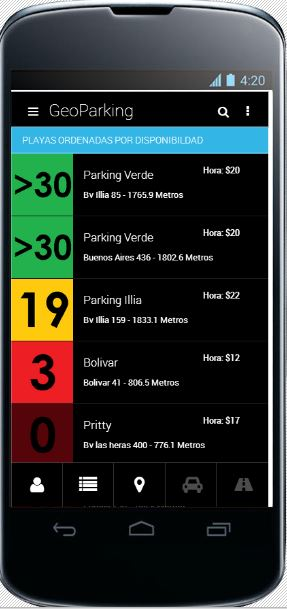 4:20
GeoParking
PLAYAS ORDENADAS POR DISPONIBILDAD
>30
Parking Verde
Hora: $20
Bv Illia 85 - 1765.9 Metros
>30
Parking Verde
Hora: $20
Buenos Aires 436 - 1802.6 Metros
19
Parking Illia
Hora: $22
Bv Illia 159 - 1833.1 Metros
3
Bolivar
Hora: $12
Bolivar 41 - 806.5 Metros
0
Pritty
Hora: $17
Bv las heras 400 - 776.1 Metros